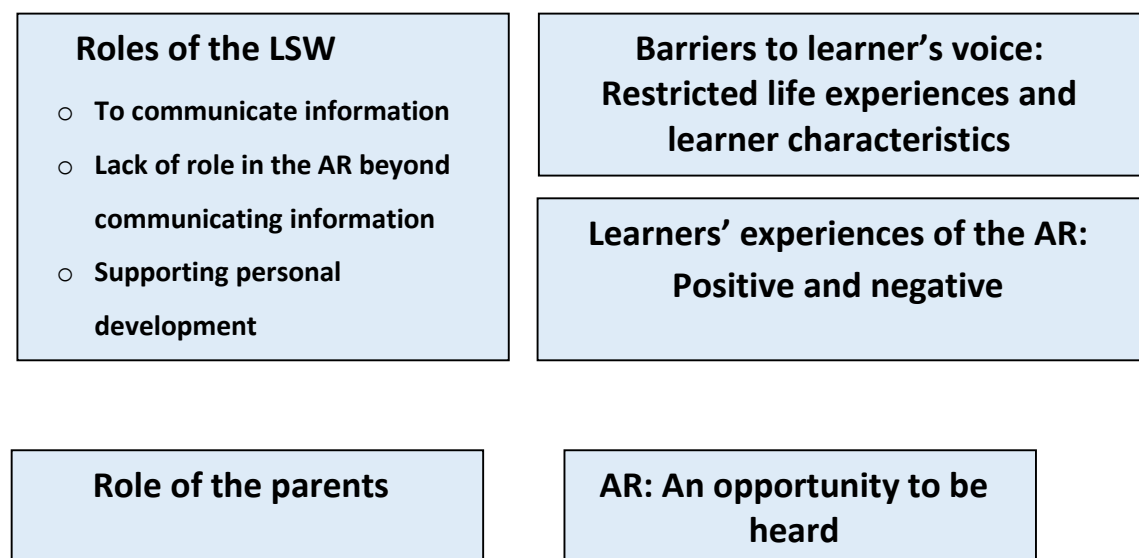 Roles of the LSW
o To communicate information
o Lack of role in the AR beyond
communicating information
o Supporting personal
development
Barriers to learner’s voice:
Restricted life experiences and
learner characteristics
Learners’ experiences of the AR:
Positive and negative
Role of the parents
AR: An opportunity to be
heard